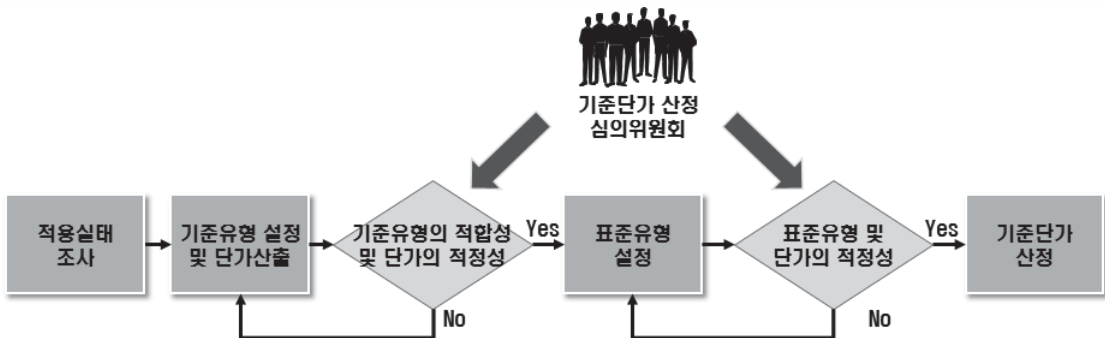 기준단가 산정
심의위원회
적용실태
조사
기준유형 설정
및 단가산출
기준유형의 적합성
및 단가의 적정성
Yes
No
표준유형
설정
표준유형 및
단가의 적정성
Yes
No
기준단가
산정